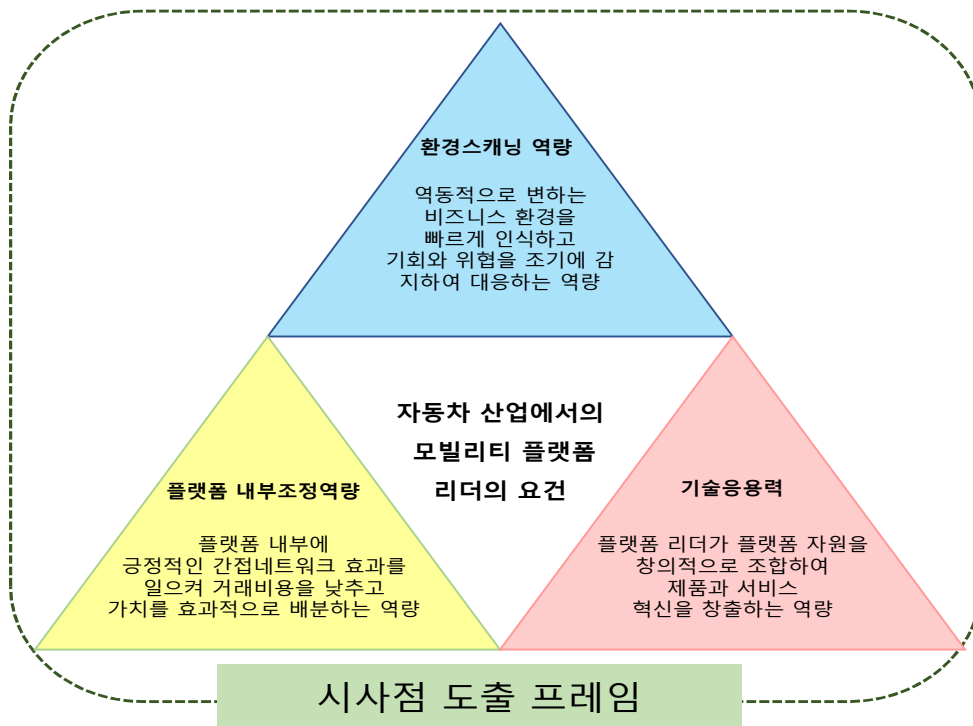 환경스캐닝 역량
역동적으로 변하는
비즈니스 환경을
빠르게 인식하고
기회와 위협을 조기에 감
지하여 대응하는 역량
자동차 산업에서의
모빌리티 플랫폼
리더의 요건
플랫폼 내부조정역량
플랫폼 내부에
긍정적인 간접네트워크 효과를
일으켜 거래비용을 낮추고
가치를 효과적으로 배분하는 역량
기술응용력
플랫폼 리더가 플랫폼 자원을
창의적으로 조합하여
제품과 서비스
혁신을 창출하는 역량
시사점 도출 프레임